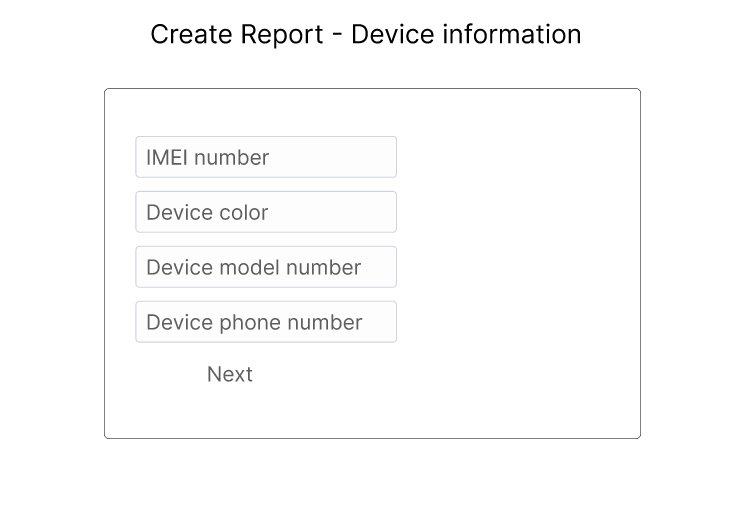 Create Report - Device information
IMEI number
Device color
Device model number
Device phone number
Next